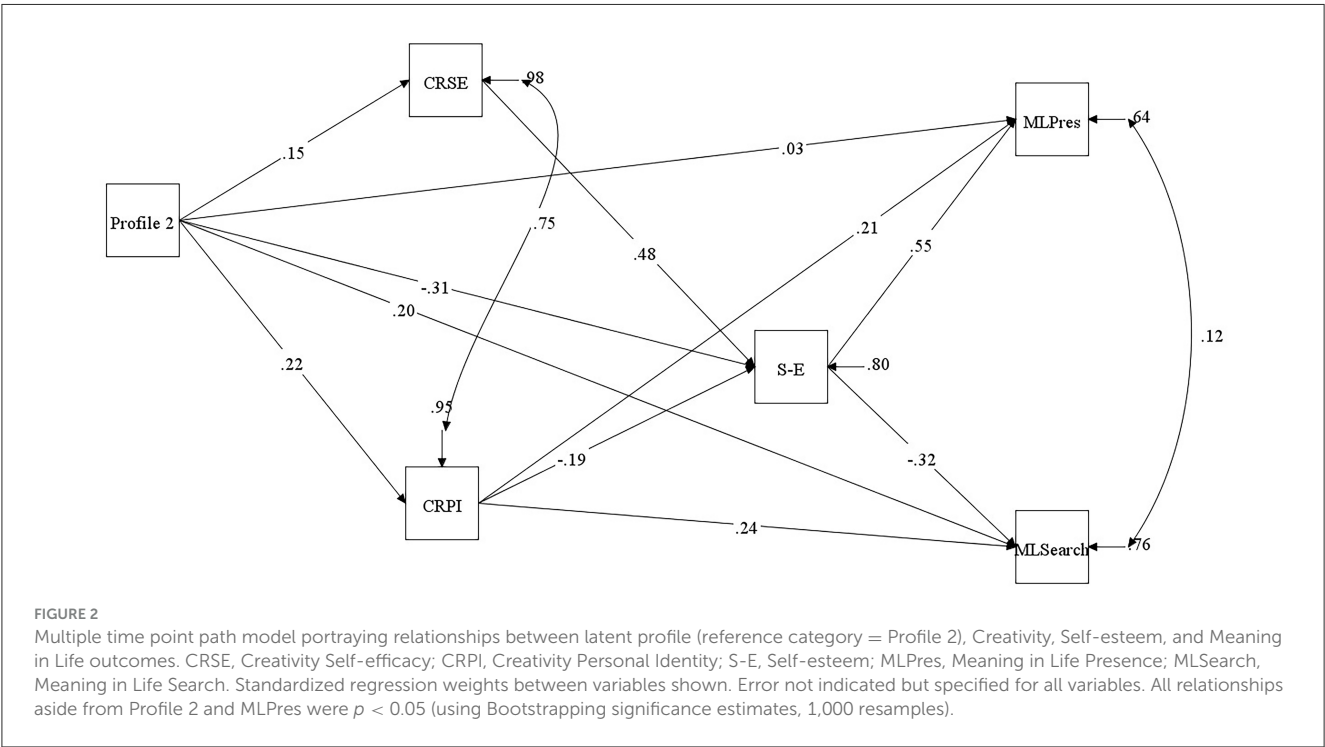 CRSE
.98
MLPres
.64
.15
.03
Profile 2
.75
.21
.48
.55
-.31
.20
.12
.22
S-E
.80
.95
-.19
-.32
CRPI
.24
MLSearch
.76
FIGURE 2
Multiple time point path model portraying relationships between latent profile (reference category = Profile 2), Creativity, Self-esteem, and Meaning
in Life outcomes. CRSE, Creativity Self-efficacy; CRPI, Creativity Personal Identity; S-E, Self-esteem; MLPres, Meaning in Life Presence; MLSearch,
Meaning in Life Search. Standardized regression weights between variables shown. Error not indicated but specified for all variables. All relationships
aside from Profile 2 and MLPres were p < 0.05 (using Bootstrapping significance estimates, 1,000 resamples).